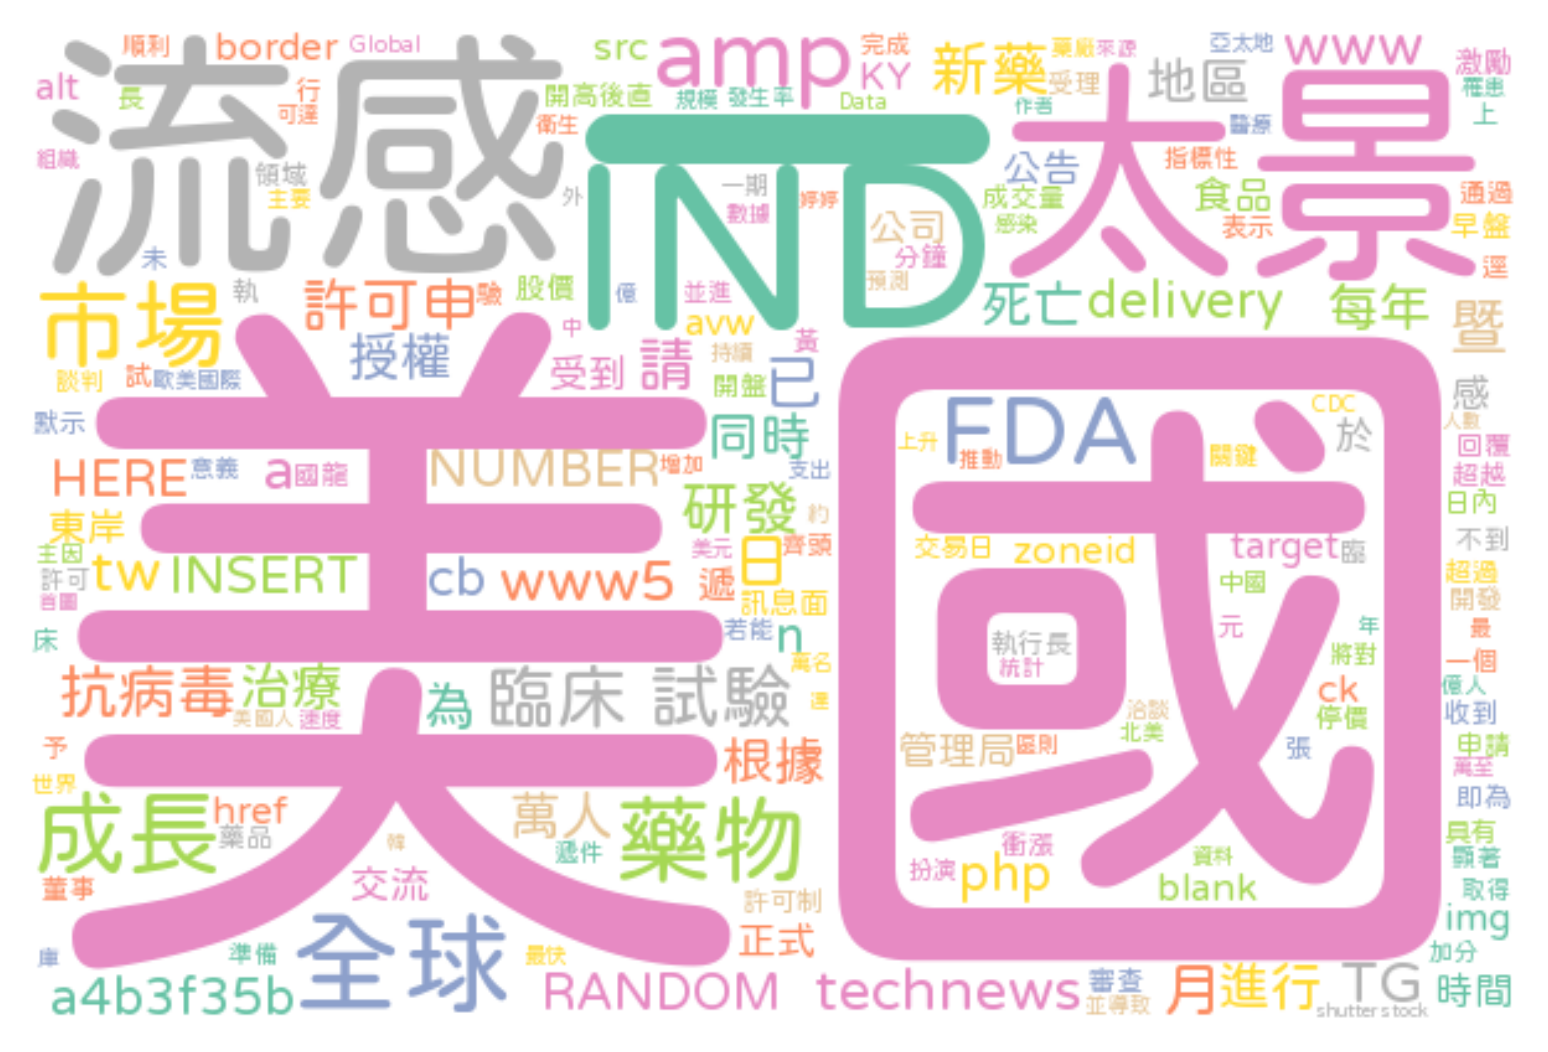 順利 border Global src amp 完成 新藥 藥廠 來源 亞太地 www 激勵
alt 長 行 可達 流感 開高後直 規模 發生率 Data KY 受理 地區 罹患 上
組織 領域 主要 衛生 外 IND 一期 數據 婷婷 作者 太景 醫療 指標性
公告 成交量 感染 食品 表示 通過 早盤 逕
未 公司 分鐘 預測
市場 執 許可申 驗 股價 億 並進 死亡 delivery 每年 暨
授權 中 avw 黃 持續
談判 試 歐美國際 受到 請 開盤 已 感
默示 美國 同時 上升 FDA 推動 關鍵 CDC 於 人數 回覆
HERE 意義 a 國龍 NUMBER 增加 支出 超越 日內
東岸 研發 約 不到
主因 tw INSERT cb www5 美元 遞 日 齊頭 交易日 zoneid target 臨 超過
許可 首圖 訊息面 中國 開發
床 若能 n 執行長 統計 元 年 最
抗病毒 治療 為 臨床 試驗 萬名 達 將對 一個
美國人 速度 洽談 北美 ck 億人 停價 收到
予 根據 管理局 區則 張 申請 萬至
世界 成長 href 藥品 萬人 藥物 即為
韓 遞件 衝漲 資料 具有 顯著
董事 交流 許可制 扮演 php blank 取得
庫 準備 全球 最快 正式 img 加分
a4b3f35b RANDOM technews 審查 並導致 月 進行 TG shutterstock 時間